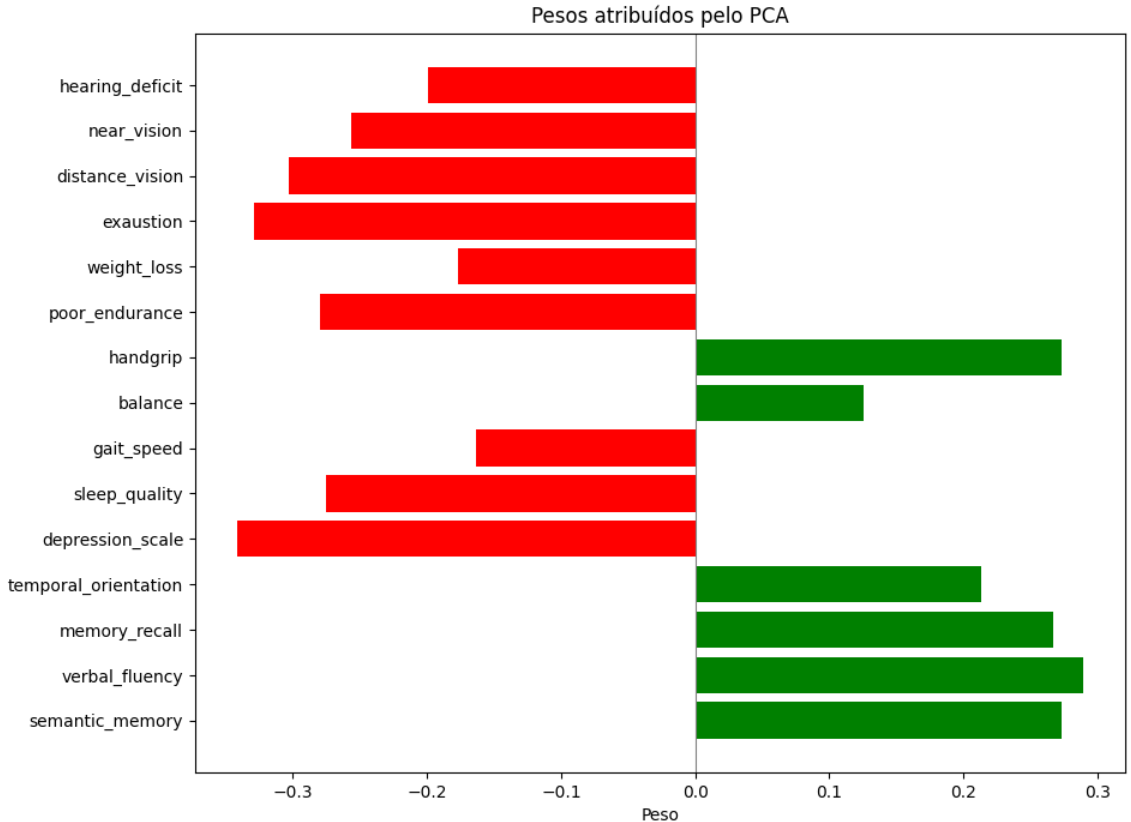 Pesos atribuídos pelo PCA
hearing_deficit
near_vision
distance_vision
exaustion
weight_loss
poor_endurance
handgrip
balance
gait_speed
sleep_quality
depression_scale
temporal_orientation
memory_recall
verbal_fluency
semantic_memory
−0.3 −0.2 −0.1 0.0 0.1 0.2 0.3
Peso